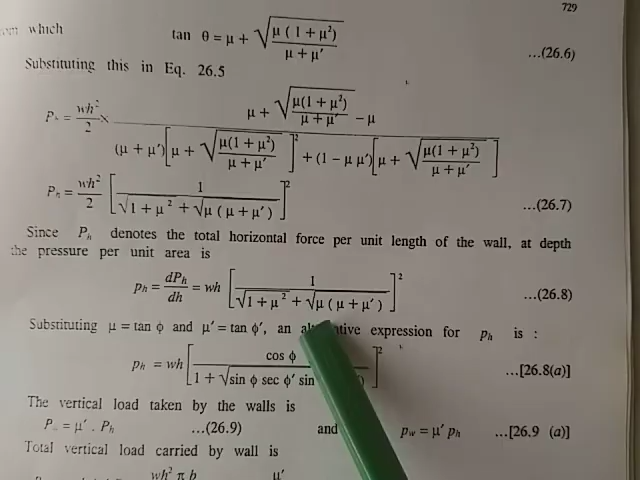 729
which
tan θ = μ + √(μ(1 + μ²) / (μ + μ′)) ...(26.6)
Substituting this in Eq. 26.5
P = wh²/2 × (μ + √(μ(1 + μ²) / (μ + μ′)) − μ) / ((μ + μ′)[μ + √(μ(1 + μ²) / (μ + μ′))]² + (1 − μ μ′)[μ + √(μ(1 + μ²) / (μ + μ′))])
Pₕ = wh²/2 [1 / (√(1 + μ²) + √(μ(μ + μ′)))]² ...(26.7)
Since Pₕ denotes the total horizontal force per unit length of the wall, at depth
the pressure per unit area is
pₕ = dPₕ/dh = wh [1 / (√(1 + μ²) + √(μ(μ + μ′)))]² ...(26.8)
Substituting μ = tan φ and μ′ = tan φ′, an expression for pₕ is :
pₕ = wh [cos φ / (1 + √sin φ sec φ′ sin )]² ...[26.8(a)]
The vertical load taken by the walls is
P = μ′ . Pₕ ...(26.9) and p_w = μ′ pₕ ...[26.9 (a)]
Total vertical load carried by wall is
wh² π b μ′